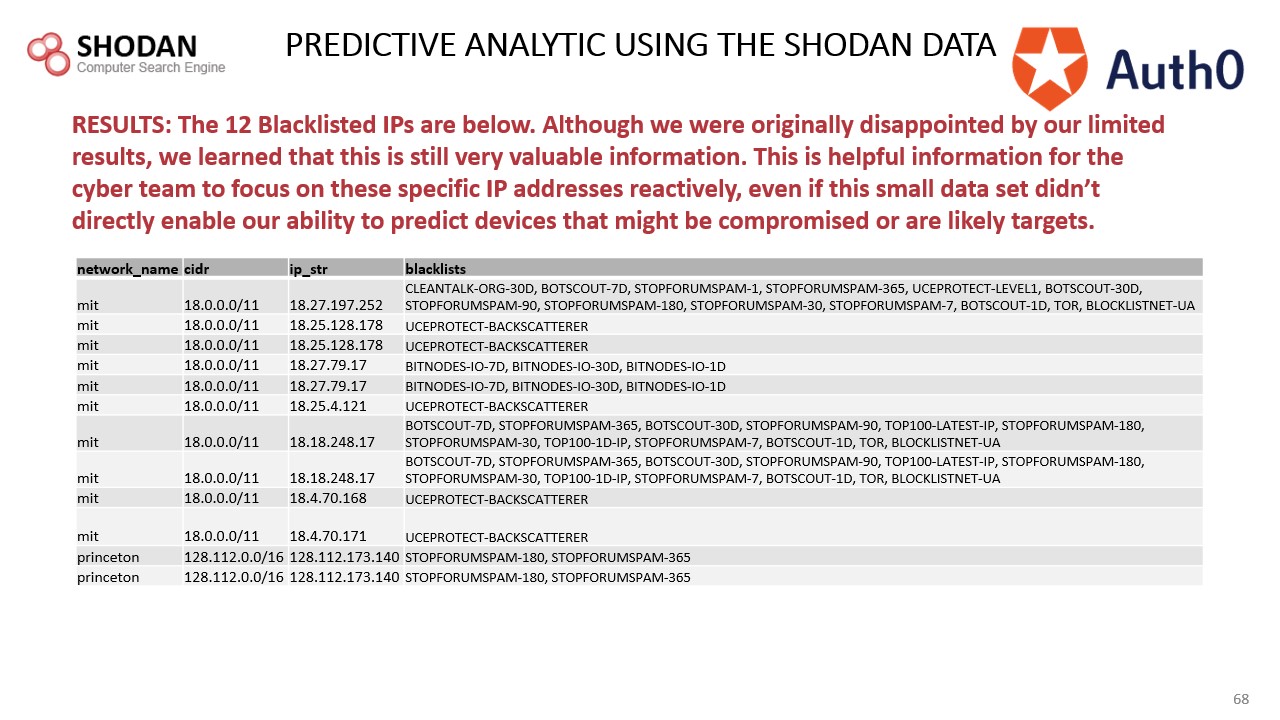 SHODAN
Computer Search Engine
PREDICTIVE ANALYTIC USING THE SHODAN DATA
Auth0
RESULTS: The 12 Blacklisted IPs are below. Although we were originally disappointed by our limited
results, we learned that this is still very valuable information. This is helpful information for the
cyber team to focus on these specific IP addresses reactively, even if this small data set didn’t
directly enable our ability to predict devices that might be compromised or are likely targets.
network_name cidr ip_str blacklists
CLEANTALK-ORG-30D, BOTSCOUT-7D, STOPFORUMSPAM-1, STOPFORUMSPAM-365, UCEPROTECT-LEVEL1, BOTSCOUT-30D,
mit 18.0.0.0/11 18.27.197.252 STOPFORUMSPAM-90, STOPFORUMSPAM-180, STOPFORUMSPAM-30, STOPFORUMSPAM-7, BOTSCOUT-1D, TOR, BLOCKLISTNET-UA
mit 18.0.0.0/11 18.25.128.178 UCEPROTECT-BACKSCATTERER
mit 18.0.0.0/11 18.25.128.178 UCEPROTECT-BACKSCATTERER
mit 18.0.0.0/11 18.27.79.17 BITNODES-IO-7D, BITNODES-IO-30D, BITNODES-IO-1D
mit 18.0.0.0/11 18.27.79.17 BITNODES-IO-7D, BITNODES-IO-30D, BITNODES-IO-1D
mit 18.0.0.0/11 18.25.4.121 UCEPROTECT-BACKSCATTERER
BOTSCOUT-7D, STOPFORUMSPAM-365, BOTSCOUT-30D, STOPFORUMSPAM-90, TOP100-LATEST-IP, STOPFORUMSPAM-180,
mit 18.0.0.0/11 18.18.248.17 STOPFORUMSPAM-30, TOP100-1D-IP, STOPFORUMSPAM-7, BOTSCOUT-1D, TOR, BLOCKLISTNET-UA
BOTSCOUT-7D, STOPFORUMSPAM-365, BOTSCOUT-30D, STOPFORUMSPAM-90, TOP100-LATEST-IP, STOPFORUMSPAM-180,
mit 18.0.0.0/11 18.18.248.17 STOPFORUMSPAM-30, TOP100-1D-IP, STOPFORUMSPAM-7, BOTSCOUT-1D, TOR, BLOCKLISTNET-UA
mit 18.0.0.0/11 18.4.70.168 UCEPROTECT-BACKSCATTERER
mit 18.0.0.0/11 18.4.70.171 UCEPROTECT-BACKSCATTERER
princeton 128.112.0.0/16 128.112.173.140 STOPFORUMSPAM-180, STOPFORUMSPAM-365
princeton 128.112.0.0/16 128.112.173.140 STOPFORUMSPAM-180, STOPFORUMSPAM-365
68